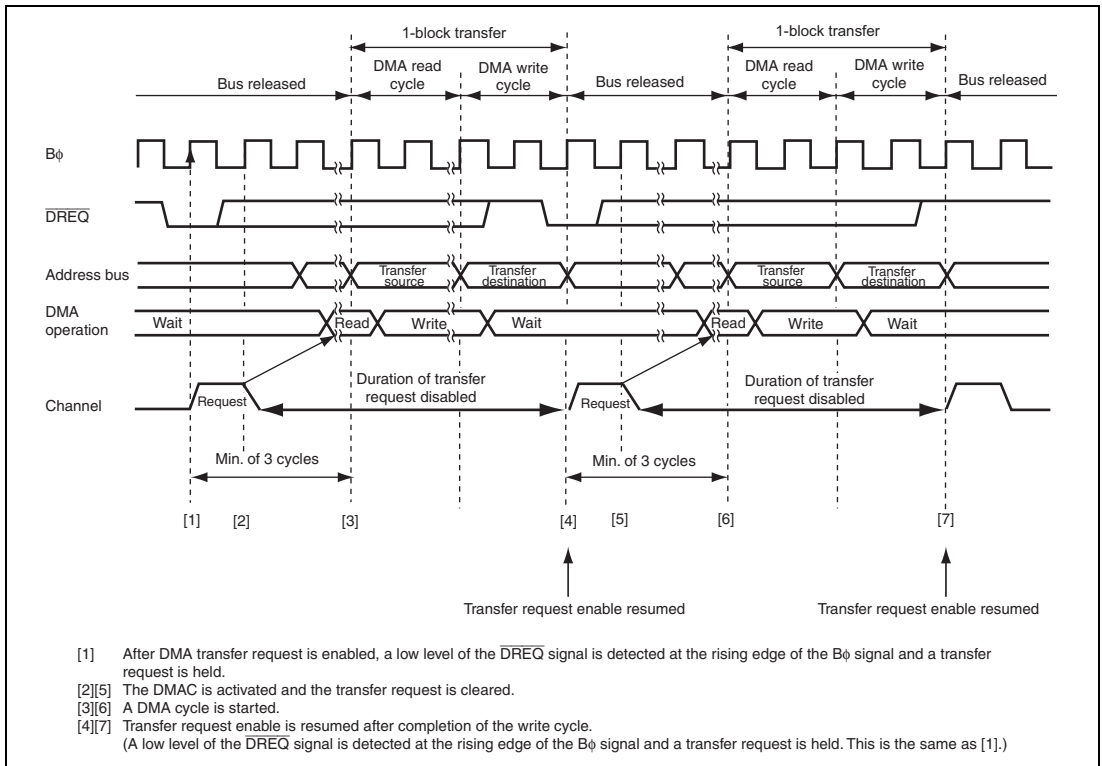 1-block transfer 1-block transfer
DMA read cycle DMA write cycle DMA read cycle DMA write cycle
Bus released Bus released Bus released
Bφ
DREQ
Address bus Transfer source Transfer destination Transfer source Transfer destination
DMA operation Wait Read Write Wait Read Write Wait
Channel Request Duration of transfer request disabled Request Duration of transfer request disabled
Min. of 3 cycles Min. of 3 cycles
[1] [2] [3] [4] [5] [6] [7]
Transfer request enable resumed Transfer request enable resumed
[1] After DMA transfer request is enabled, a low level of the DREQ signal is detected at the rising edge of the Bφ signal and a transfer
request is held.
[2][5] The DMAC is activated and the transfer request is cleared.
[3][6] A DMA cycle is started.
[4][7] Transfer request enable is resumed after completion of the write cycle.
(A low level of the DREQ signal is detected at the rising edge of the Bφ signal and a transfer request is held. This is the same as [1].)